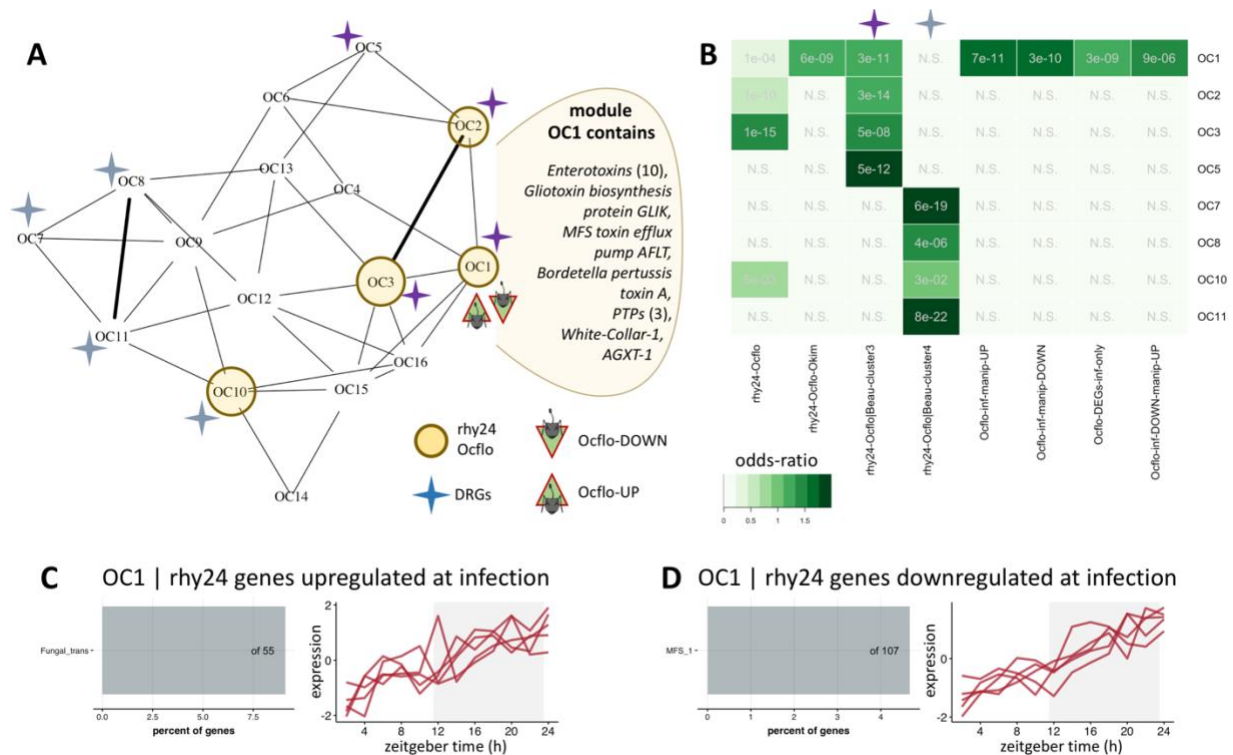 A
OC5
OC6
OC2
OC8
OC13
OC4
OC7
OC9
OC3
OC1
OC12
OC11
OC16
OC10
OC15
OC14
module
OC1 contains
Enterotoxins (10),
Gliotoxin biosynthesis
protein GLIK,
MFS toxin efflux
pump AFLT,
Bordetella pertussis
toxin A,
PTPs (3),
White-Collar-1,
AGXT-1
rhy24
Ocflo
Ocflo-DOWN
DRGs
Ocflo-UP
B
1e-04 6e-09 3e-11 N.S. 7e-11 3e-10 3e-09 9e-06 OC1
1e-10 N.S. 3e-14 N.S. N.S. N.S. N.S. N.S. OC2
1e-15 N.S. 5e-08 N.S. N.S. N.S. N.S. N.S. OC3
N.S. N.S. 5e-12 N.S. N.S. N.S. N.S. N.S. OC5
N.S. N.S. N.S. 6e-19 N.S. N.S. N.S. N.S. OC7
N.S. N.S. N.S. 4e-06 N.S. N.S. N.S. N.S. OC8
N.S. N.S. 3e-02 N.S. N.S. N.S. N.S. OC10
N.S. N.S. N.S. 8e-22 N.S. N.S. N.S. N.S. OC11
rhy24-Ocflo
rhy24-Ocflo-Okim
rhy24-Ocflo|Beau-cluster3
rhy24-Ocflo|Beau-cluster4
Ocflo-inf-manip-UP
Ocflo-inf-manip-DOWN
Ocflo-DEGs-inf-only
Ocflo-inf-DOWN-manip-UP
odds-ratio
0 0.5 1 1.5
C OC1 | rhy24 genes upregulated at infection
Fungal_trans
of 55
0.0 2.5 5.0 7.5
percent of genes
expression
2
0
-2
4 8 12 16 20 24
zeitgeber time (h)
D OC1 | rhy24 genes downregulated at infection
MFS_1
of 107
0 1 2 3 4
percent of genes
expression
0
-2
4 8 12 16 20 24
zeitgeber time (h)